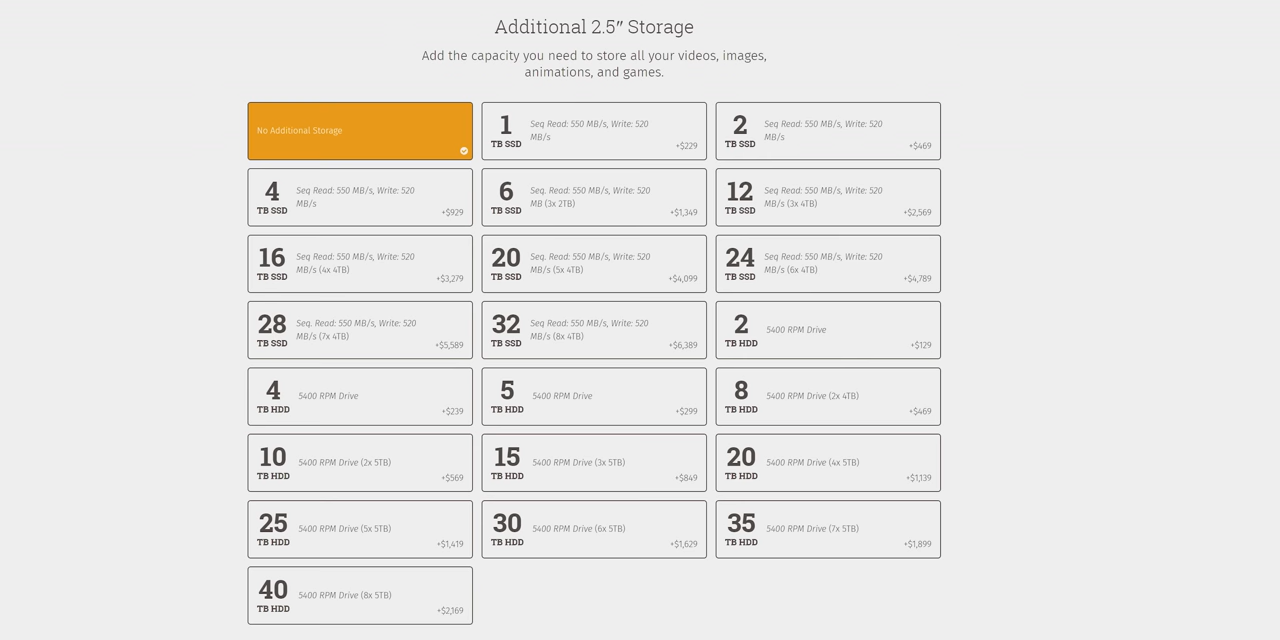 Additional 2.5″ Storage
Add the capacity you need to store all your videos, images,
animations, and games.
No Additional Storage
1
TB SSD
Seq Read: 550 MB/s, Write: 520
MB/s
+$229
2
TB SSD
Seq Read: 550 MB/s, Write: 520
MB/s
+$469
4
TB SSD
Seq Read: 550 MB/s, Write: 520
MB/s
+$929
6
TB SSD
Seq. Read: 550 MB/s, Write: 520
MB (3x 2TB)
+$1,349
12
TB SSD
Seq Read: 550 MB/s, Write: 520
MB/s (3x 4TB)
+$2,569
16
TB SSD
Seq Read: 550 MB/s, Write: 520
MB/s (4x 4TB)
+$3,279
20
TB SSD
Seq. Read: 550 MB/s, Write: 520
MB/s (5x 4TB)
+$4,099
24
TB SSD
Seq Read: 550 MB/s, Write: 520
MB/s (6x 4TB)
+$4,789
28
TB SSD
Seq. Read: 550 MB/s, Write: 520
MB/s (7x 4TB)
+$5,589
32
TB SSD
Seq Read: 550 MB/s, Write: 520
MB/s (8x 4TB)
+$6,389
2
TB HDD
5400 RPM Drive
+$129
4
TB HDD
5400 RPM Drive
+$239
5
TB HDD
5400 RPM Drive
+$299
8
TB HDD
5400 RPM Drive (2x 4TB)
+$469
10
TB HDD
5400 RPM Drive (2x 5TB)
+$569
15
TB HDD
5400 RPM Drive (3x 5TB)
+$849
20
TB HDD
5400 RPM Drive (4x 5TB)
+$1,139
25
TB HDD
5400 RPM Drive (5x 5TB)
+$1,419
30
TB HDD
5400 RPM Drive (6x 5TB)
+$1,629
35
TB HDD
5400 RPM Drive (7x 5TB)
+$1,899
40
TB HDD
5400 RPM Drive (8x 5TB)
+$2,169